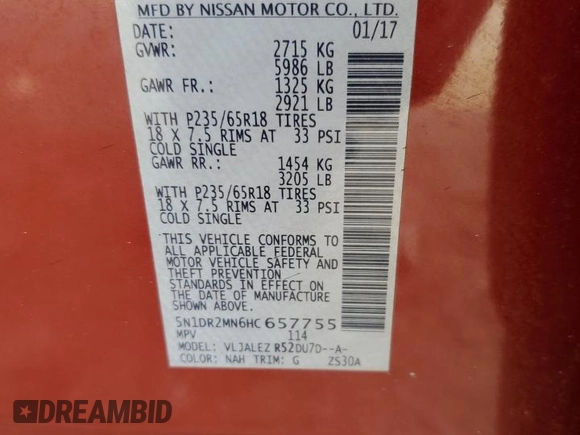 MFD BY NISSAN MOTOR CO., LTD.
DATE: 01/17
GVWR: 2715 KG
5986 LB
GAWR FR.: 1325 KG
2921 LB
WITH P235/65R18 TIRES
18 X 7.5 RIMS AT 33 PSI
COLD SINGLE
GAWR RR.: 1454 KG
3205 LB
WITH P235/65R18 TIRES
18 X 7.5 RIMS AT 33 PSI
COLD SINGLE
THIS VEHICLE CONFORMS TO
ALL APPLICABLE FEDERAL
MOTOR VEHICLE SAFETY AND
THEFT PREVENTION
STANDARDS IN EFFECT ON
THE DATE OF MANUFACTURE
SHOWN ABOVE.
5N1DR2MN6HC657755
MPV 114
MODEL: VLJALEZ R52DU7D--A-
COLOR: NAH TRIM: G ZS30A
DREAMBID